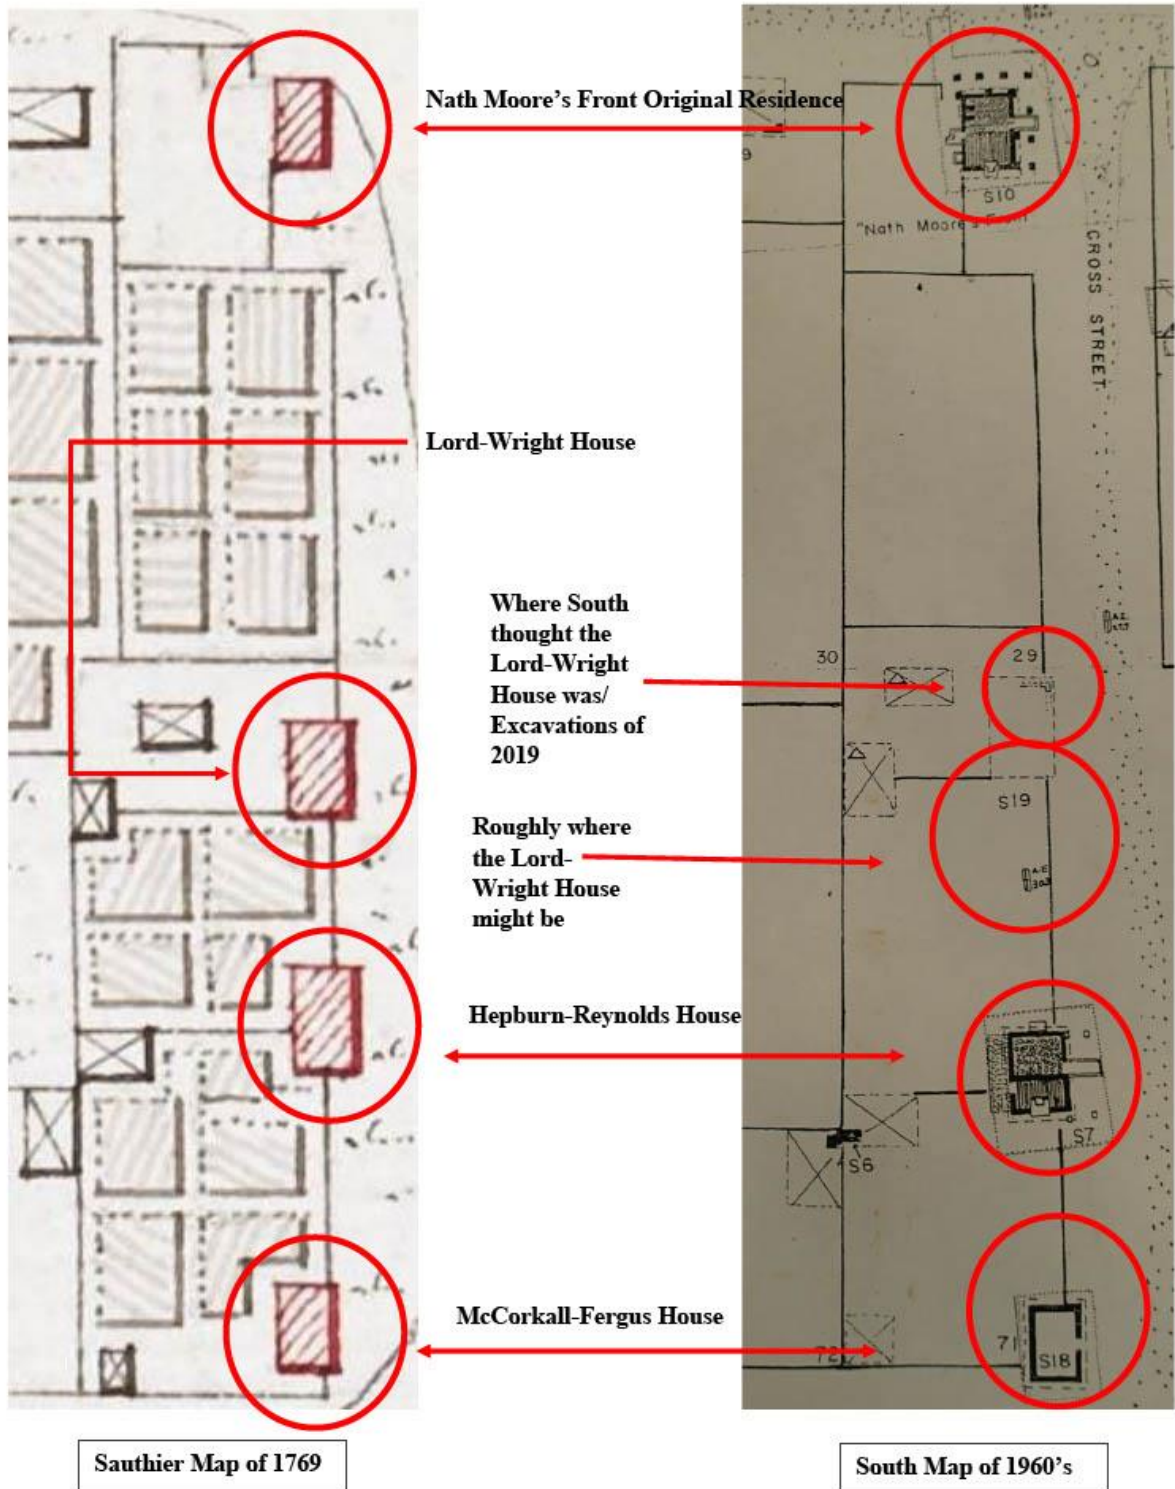 Nath Moore's Front Original Residence
9
S10
"Nath Moore's Front
CROSS STREET
Lord-Wright House
Where South
thought the
Lord-Wright
House was/
Excavations of
2019
30
29
S19
Roughly where
the Lord-
Wright House
might be
Hepburn-Reynolds House
S7
S6
McCorkall-Fergus House
72
71
S18
Sauthier Map of 1769
South Map of 1960's